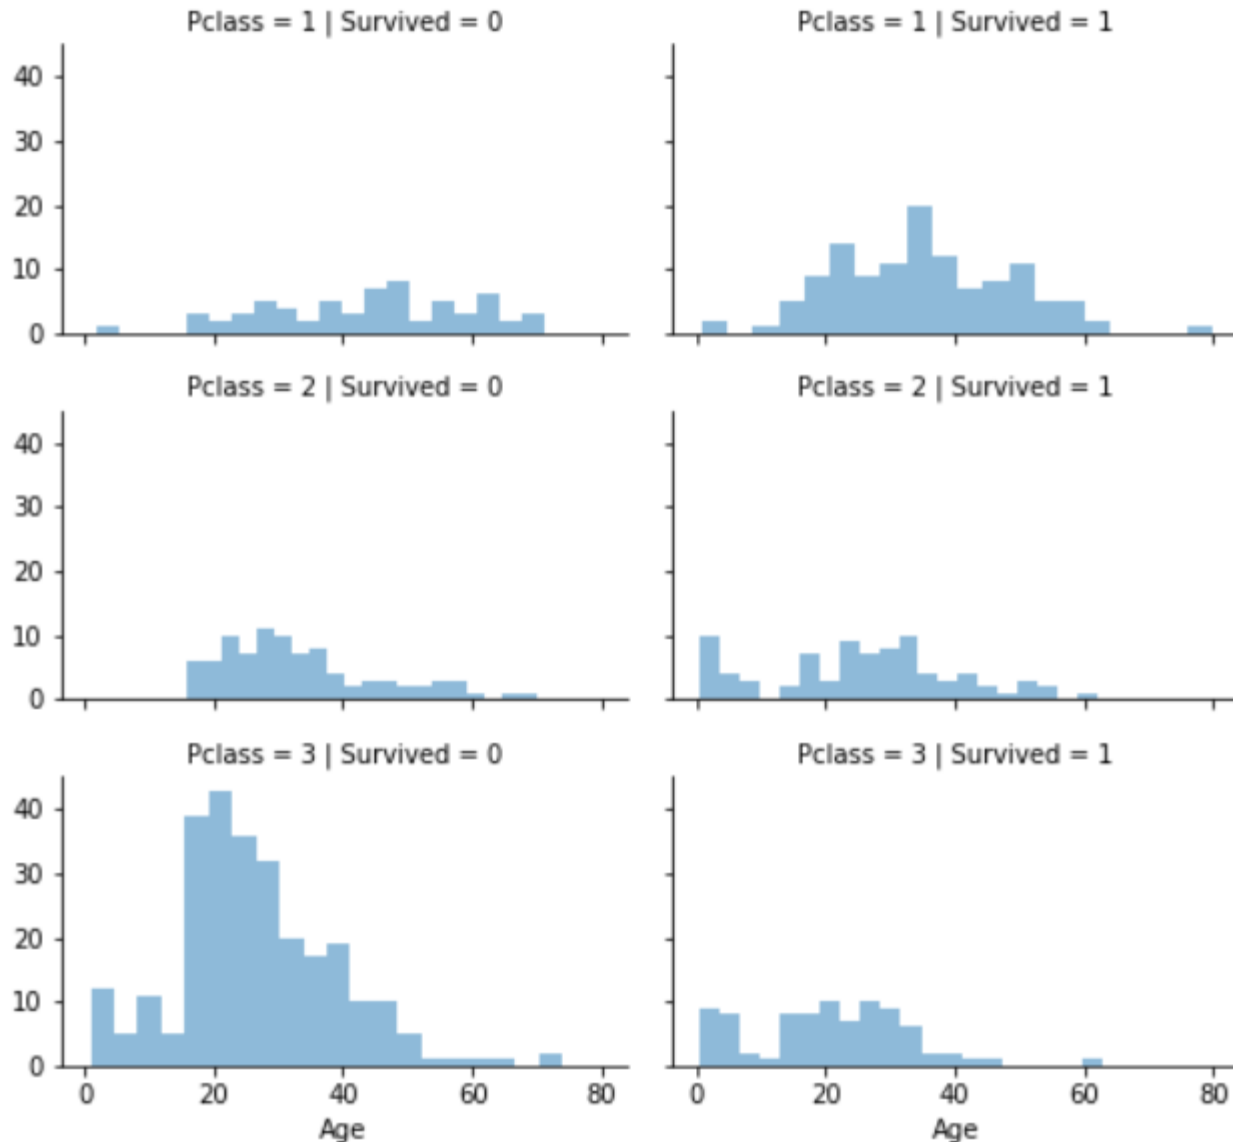 Pclass = 1 | Survived = 0
Pclass = 1 | Survived = 1
40
30
20
10
0
0 20 40 60 80
0 20 40 60 80
Pclass = 2 | Survived = 0
Pclass = 2 | Survived = 1
40
30
20
10
0
Pclass = 3 | Survived = 0
Pclass = 3 | Survived = 1
40
30
20
10
0
Age
Age